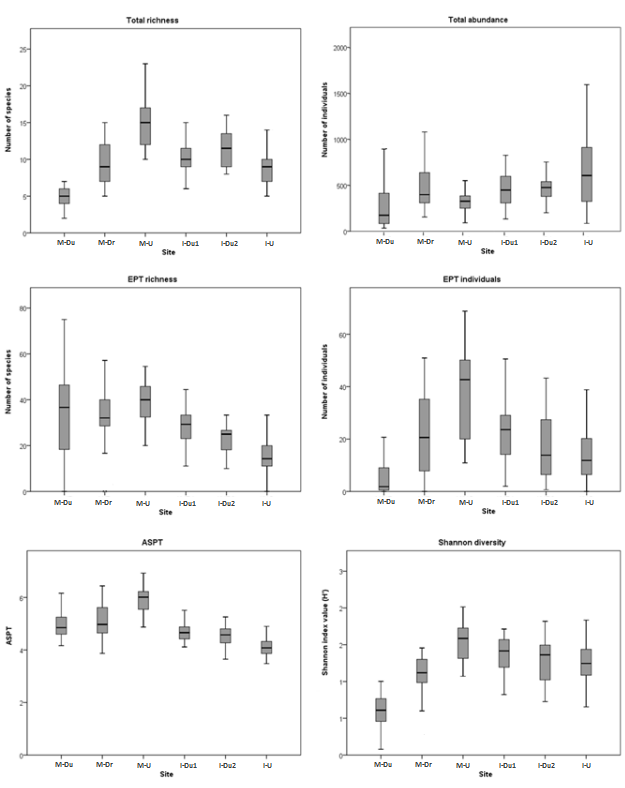 Total richness
Number of species
25
20
15
10
5
0
M-Du M-Dr M-U I-Du1 I-Du2 I-U
Site
Total abundance
Number of individuals
2000
1500
1000
500
0
M-Du M-Dr M-U I-Du1 I-Du2 I-U
Site
EPT richness
Number of species
80
60
40
20
0
M-Du M-Dr M-U I-Du1 I-Du2 I-U
Site
EPT individuals
Number of individuals
60
40
20
0
M-Du M-Dr M-U I-Du1 I-Du2 I-U
Site
ASPT
ASPT
6
4
2
0
M-Du M-Dr M-U I-Du1 I-Du2 I-U
Site
Shannon diversity
Shannon index value (H')
3
2
2
1
1
0
M-Du M-Dr M-U I-Du1 I-Du2 I-U
Site